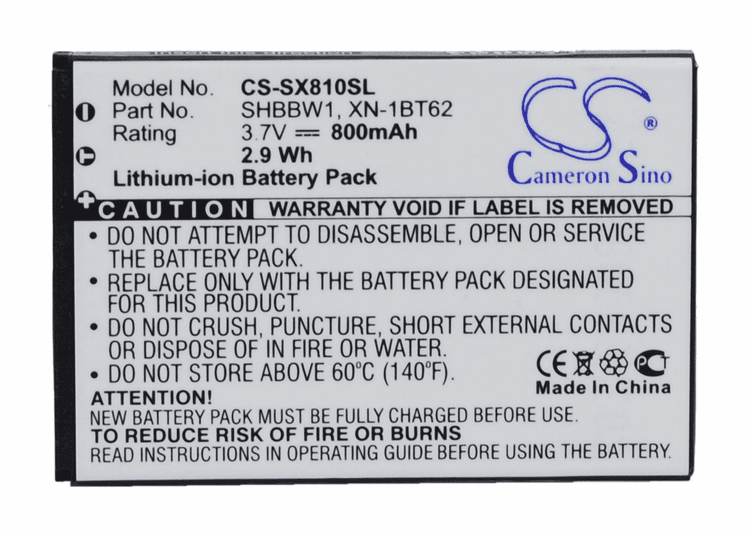 Model No. CS-SX810SL
Part No. SHBBW1, XN-1BT62
Rating 3.7V 800mAh
2.9 Wh
Lithium-ion Battery Pack
CS ®
Cameron Sino
CAUTION WARRANTY VOID IF LABEL IS REMOVED
• DO NOT ATTEMPT TO DISASSEMBLE, OPEN OR SERVICE
THE BATTERY PACK.
• REPLACE ONLY WITH THE BATTERY PACK DESIGNATED
FOR THIS PRODUCT.
• DO NOT CRUSH, PUNCTURE, SHORT EXTERNAL CONTACTS
OR DISPOSE OF IN FIRE OR WATER.
• DO NOT STORE ABOVE 60°C (140°F).
CE PCT
Made In China
ATTENTION!
NEW BATTERY PACK MUST BE FULLY CHARGED BEFORE USE
TO REDUCE RISK OF FIRE OR EXPLOSION
READ INSTRUCTIONS IN OPERATING GUIDE BEFORE USING THE BATTERY.